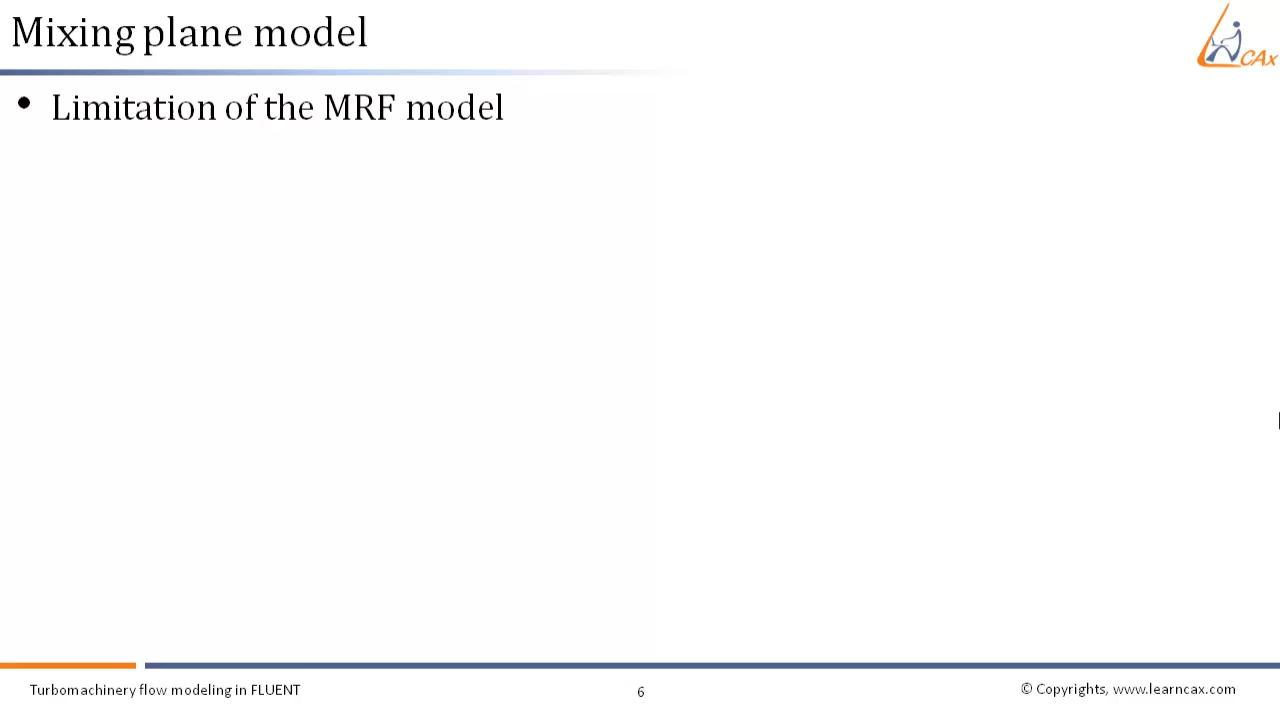 Mixing plane model
CAx
• Limitation of the MRF model
Turbomachinery flow modeling in FLUENT
6
© Copyrights, www.learncax.com